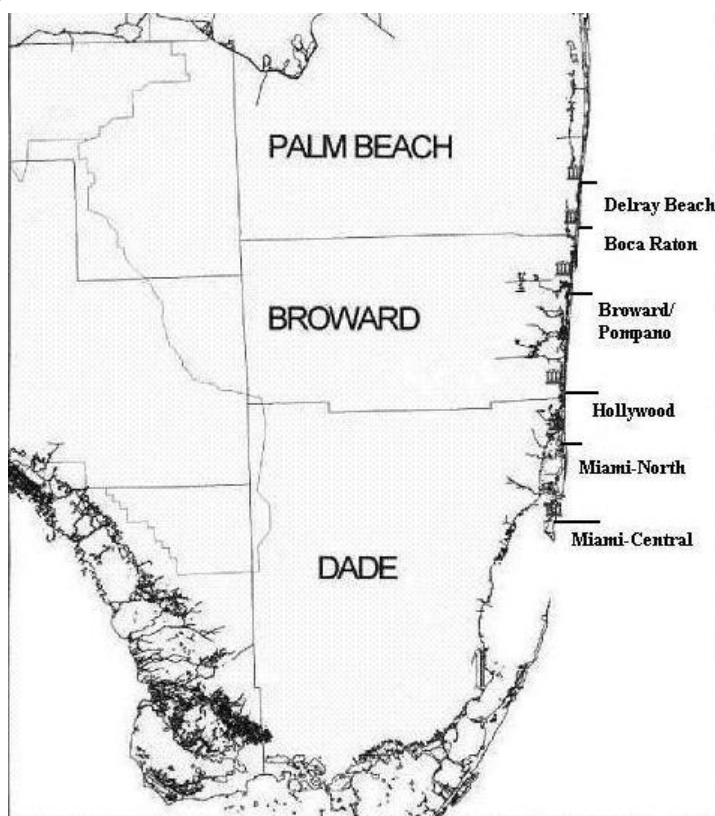 PALM BEACH
Delray Beach
Boca Raton
BROWARD
Broward/
Pompano
Hollywood
Miami-North
Miami-Central
DADE